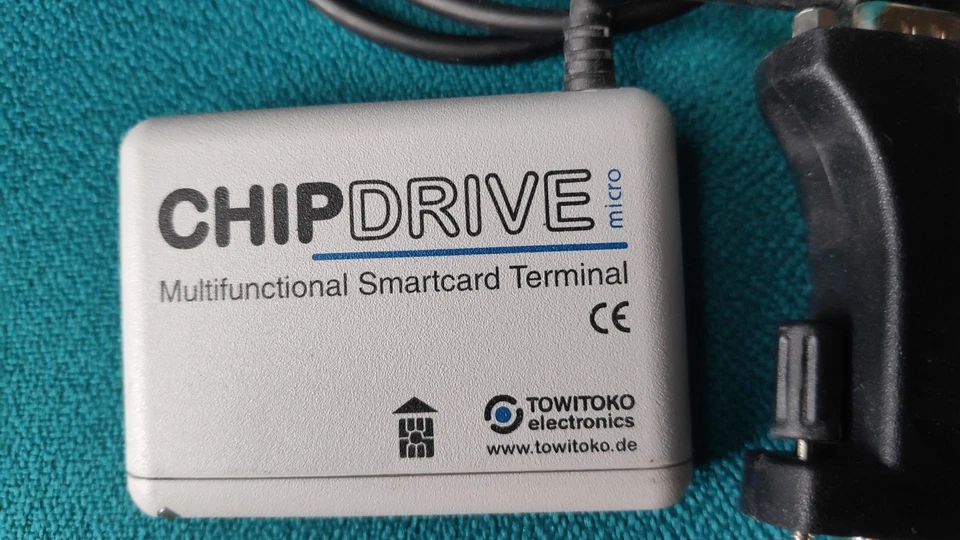 CHIPDRIVE micro
Multifunctional Smartcard Terminal
CE
TOWITOKO
electronics
www.towitoko.de